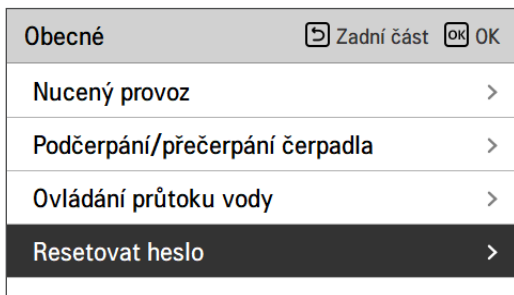 Obecné Zadní část OK OK
Nucený provoz
Podčerpání/přečerpání čerpadla
Ovládání průtoku vody
Resetovat heslo